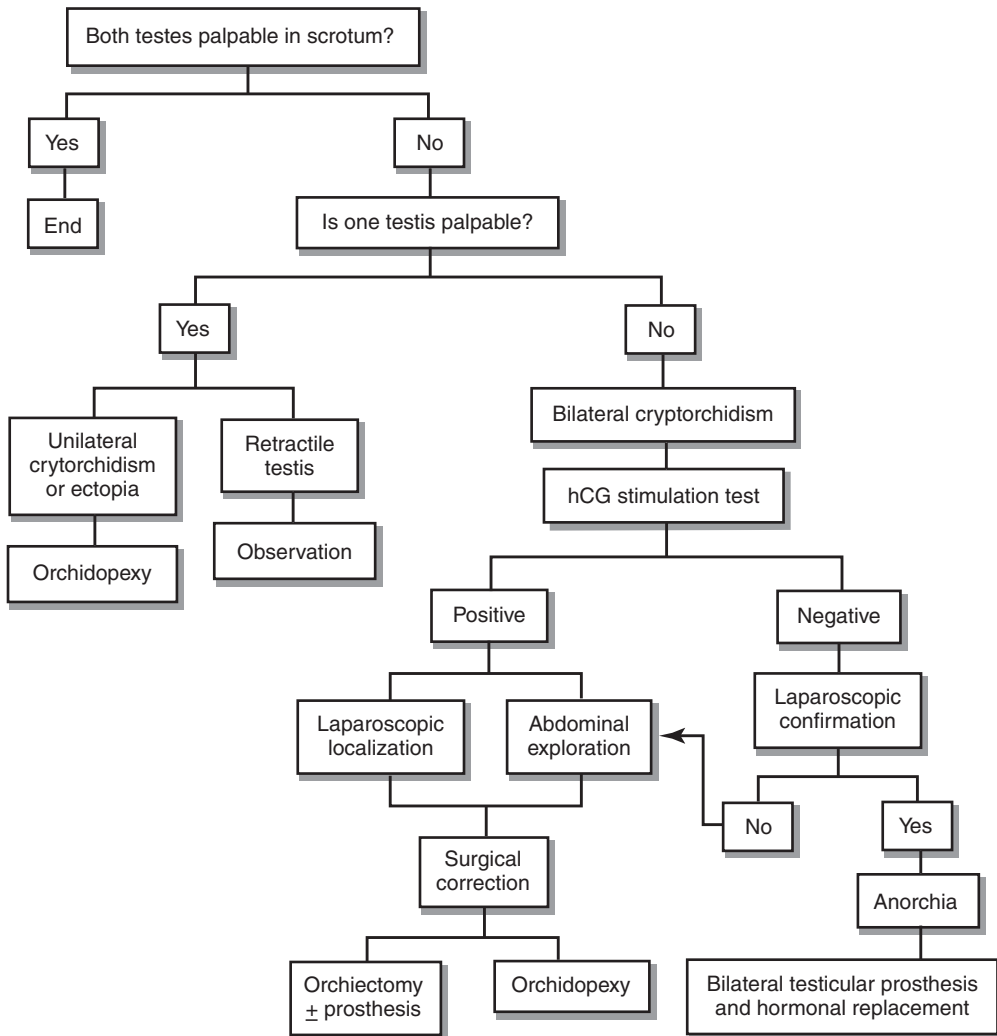 Both testes palpable in scrotum?
Yes
No
End
Is one testis palpable?
Yes
No
Unilateral
crytorchidism
or ectopia
Retractile
testis
Bilateral cryptorchidism
hCG stimulation test
Orchidopexy
Observation
Positive
Negative
Laparoscopic
localization
Abdominal
exploration
Laparoscopic
confirmation
No
Yes
Surgical
correction
Anorchia
Orchiectomy
± prosthesis
Orchidopexy
Bilateral testicular prosthesis
and hormonal replacement